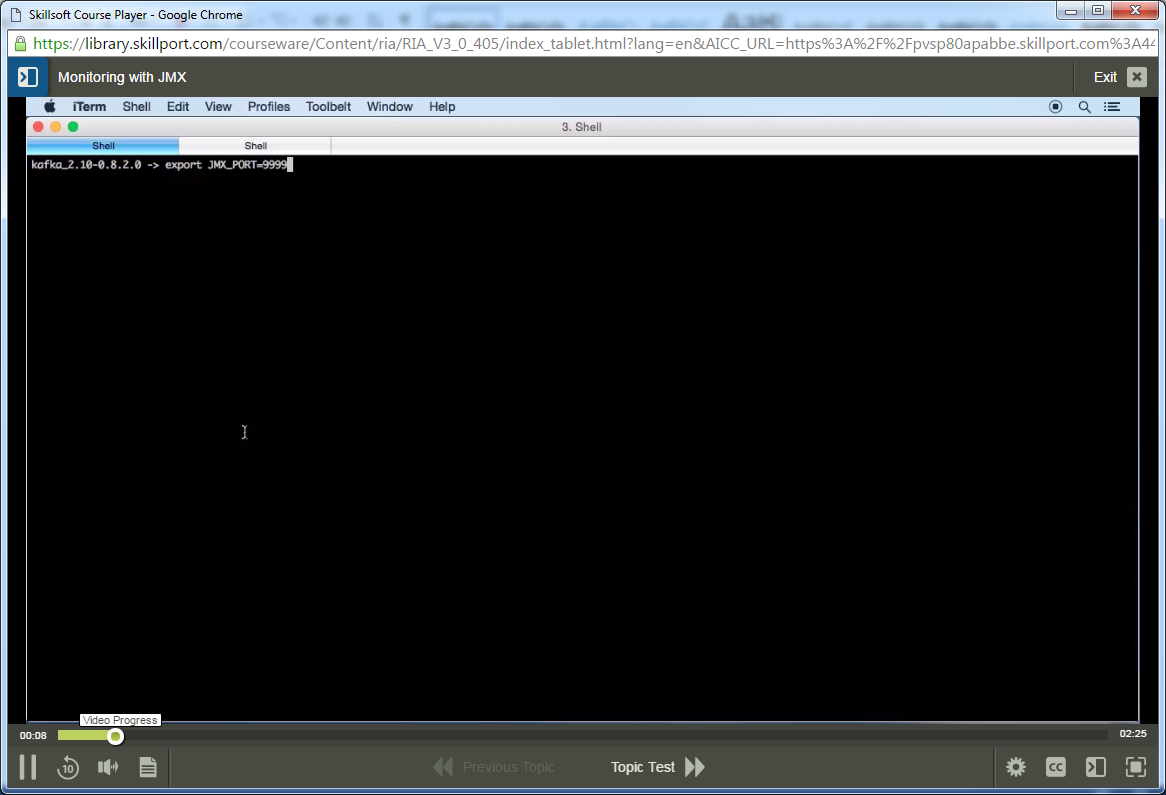 Skillsoft Course Player - Google Chrome
https://library.skillport.com/courseware/Content/ria/RIA_V3_0_405/index_tablet.html?lang=en&AICC_URL=https%3A%2F%2Fpvsp80apabbe.skillport.com%3A44
Monitoring with JMX
Exit
iTerm Shell Edit View Profiles Toolbelt Window Help
3. Shell
Shell Shell
kafka_2.10-0.8.2.0 -> export JMX_PORT=9999
Video Progress
00:08 02:25
10 Previous Topic Topic Test CC